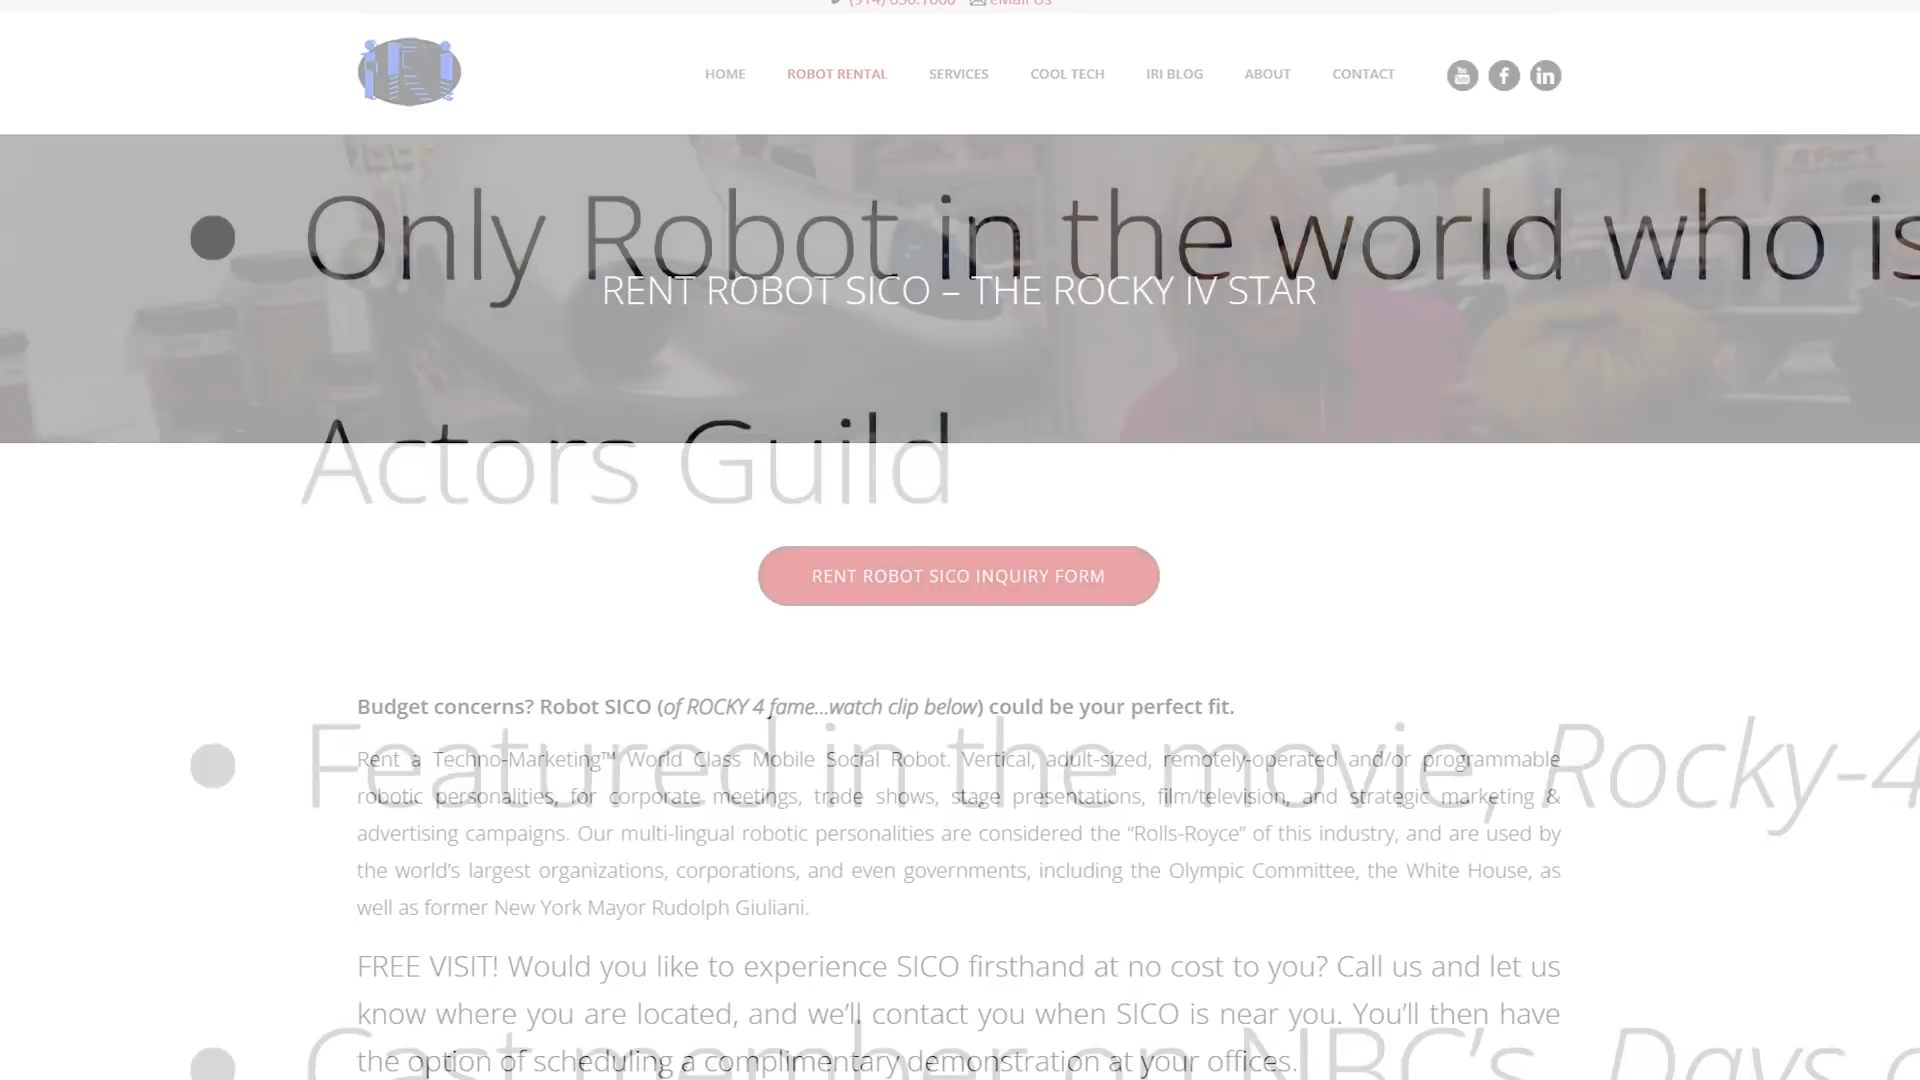 eMail Us
HOME ROBOT RENTAL SERVICES COOL TECH IRI BLOG ABOUT CONTACT
Only Robot in the world who is
RENT ROBOT SICO – THE ROCKY IV STAR
Actors Guild
RENT ROBOT SICO INQUIRY FORM
Budget concerns? Robot SICO (of ROCKY 4 fame...watch clip below) could be your perfect fit.
Featured in the movie, Rocky-4
Rent a Techno-Marketing™ World Class Mobile Social Robot. Vertical, adult-sized, remotely-operated and/or programmable
robotic personalities, for corporate meetings, trade shows, stage presentations, film/television, and strategic marketing &
advertising campaigns. Our multi-lingual robotic personalities are considered the “Rolls-Royce” of this industry, and are used by
the world’s largest organizations, corporations, and even governments, including the Olympic Committee, the White House, as
well as former New York Mayor Rudolph Giuliani.
FREE VISIT! Would you like to experience SICO firsthand at no cost to you? Call us and let us
know where you are located, and we’ll contact you when SICO is near you. You’ll then have
the option of scheduling a complimentary demonstration at your offices.
Cast member on NBC’s, Days